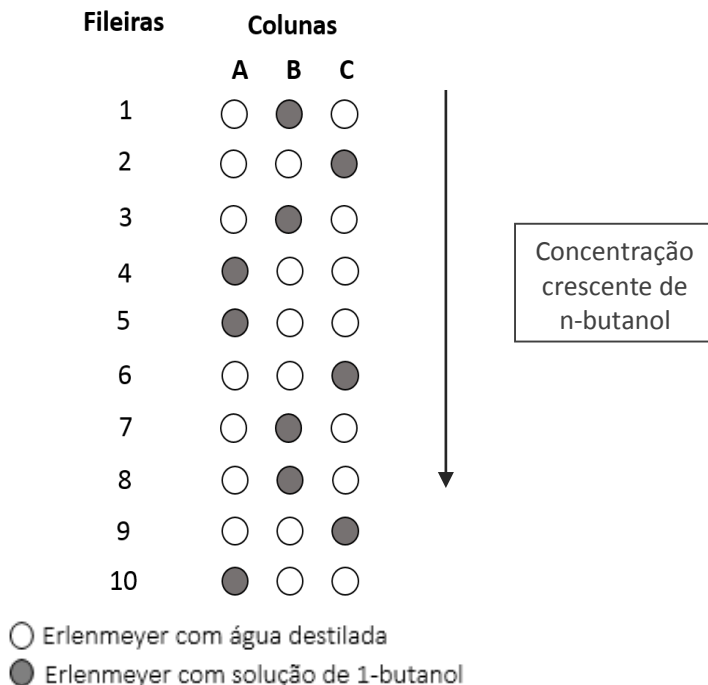 Fileiras Colunas
A B C
1
2
3
4
5
6
7
8
9
10
Concentração
crescente de
n-butanol
Erlenmeyer com água destilada
Erlenmeyer com solução de 1-butanol